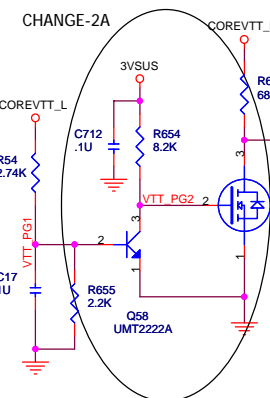 CHANGE-2A
COREVTT_
3VSUS
COREVTT_L
C712
.1U
R654
8.2K
R6
68
R54
2.74K
3
3
VTT_PG1
VTT_PG2
2
2
1
1
C17
1U
R655
2.2K
Q58
UMT2222A